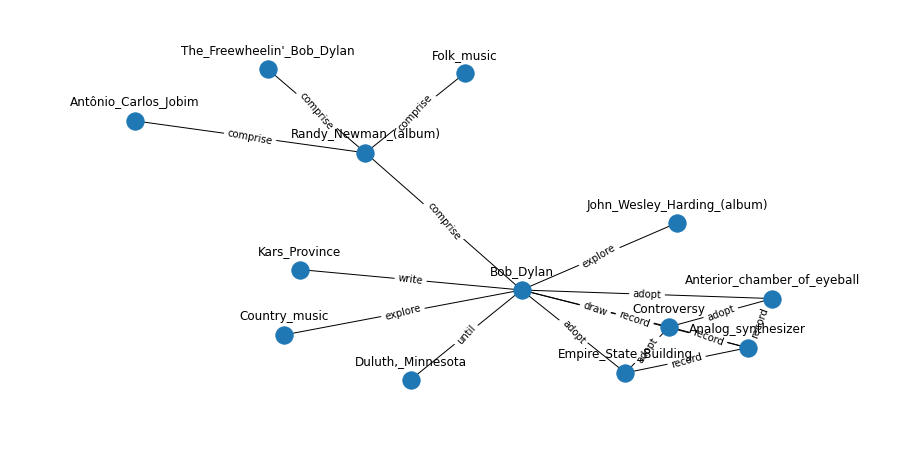 The_Freewheelin'_Bob_Dylan
Folk_music
Antônio_Carlos_Jobim
comprise
comprise
comprise
Randy_Newman_(album)
John_Wesley_Harding_(album)
comprise
Kars_Province
explore
Bob_Dylan
write
Anterior_chamber_of_eyeball
adopt
Country_music
explore
draw
record
Controversy
adopt
record
Analog_synthesizer
until
adopt
record
Duluth,_Minnesota
Empire_State_Building
adopt
record